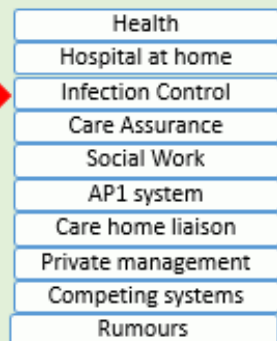 Health
Hospital at home
Infection Control
Care Assurance
Social Work
AP1 system
Care home liaison
Private management
Competing systems
Rumours